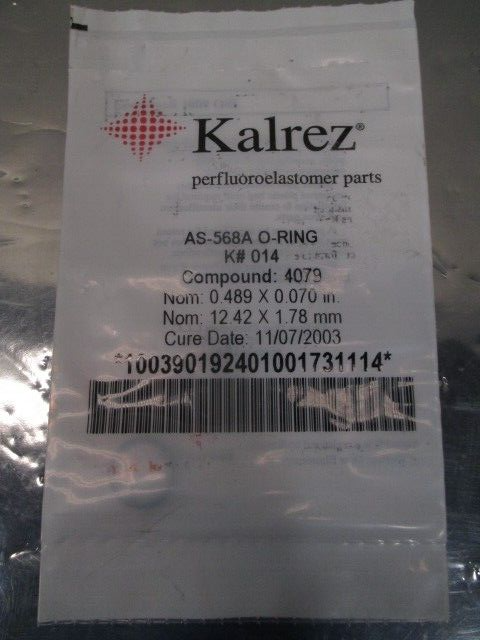 Kalrez®
perfluoroelastomer parts
AS-568A O-RING
K# 014
Compound: 4079
Nom: 0.489 X 0.070 in.
Nom: 12.42 X 1.78 mm
Cure Date: 11/07/2003
*100390192401001731114*